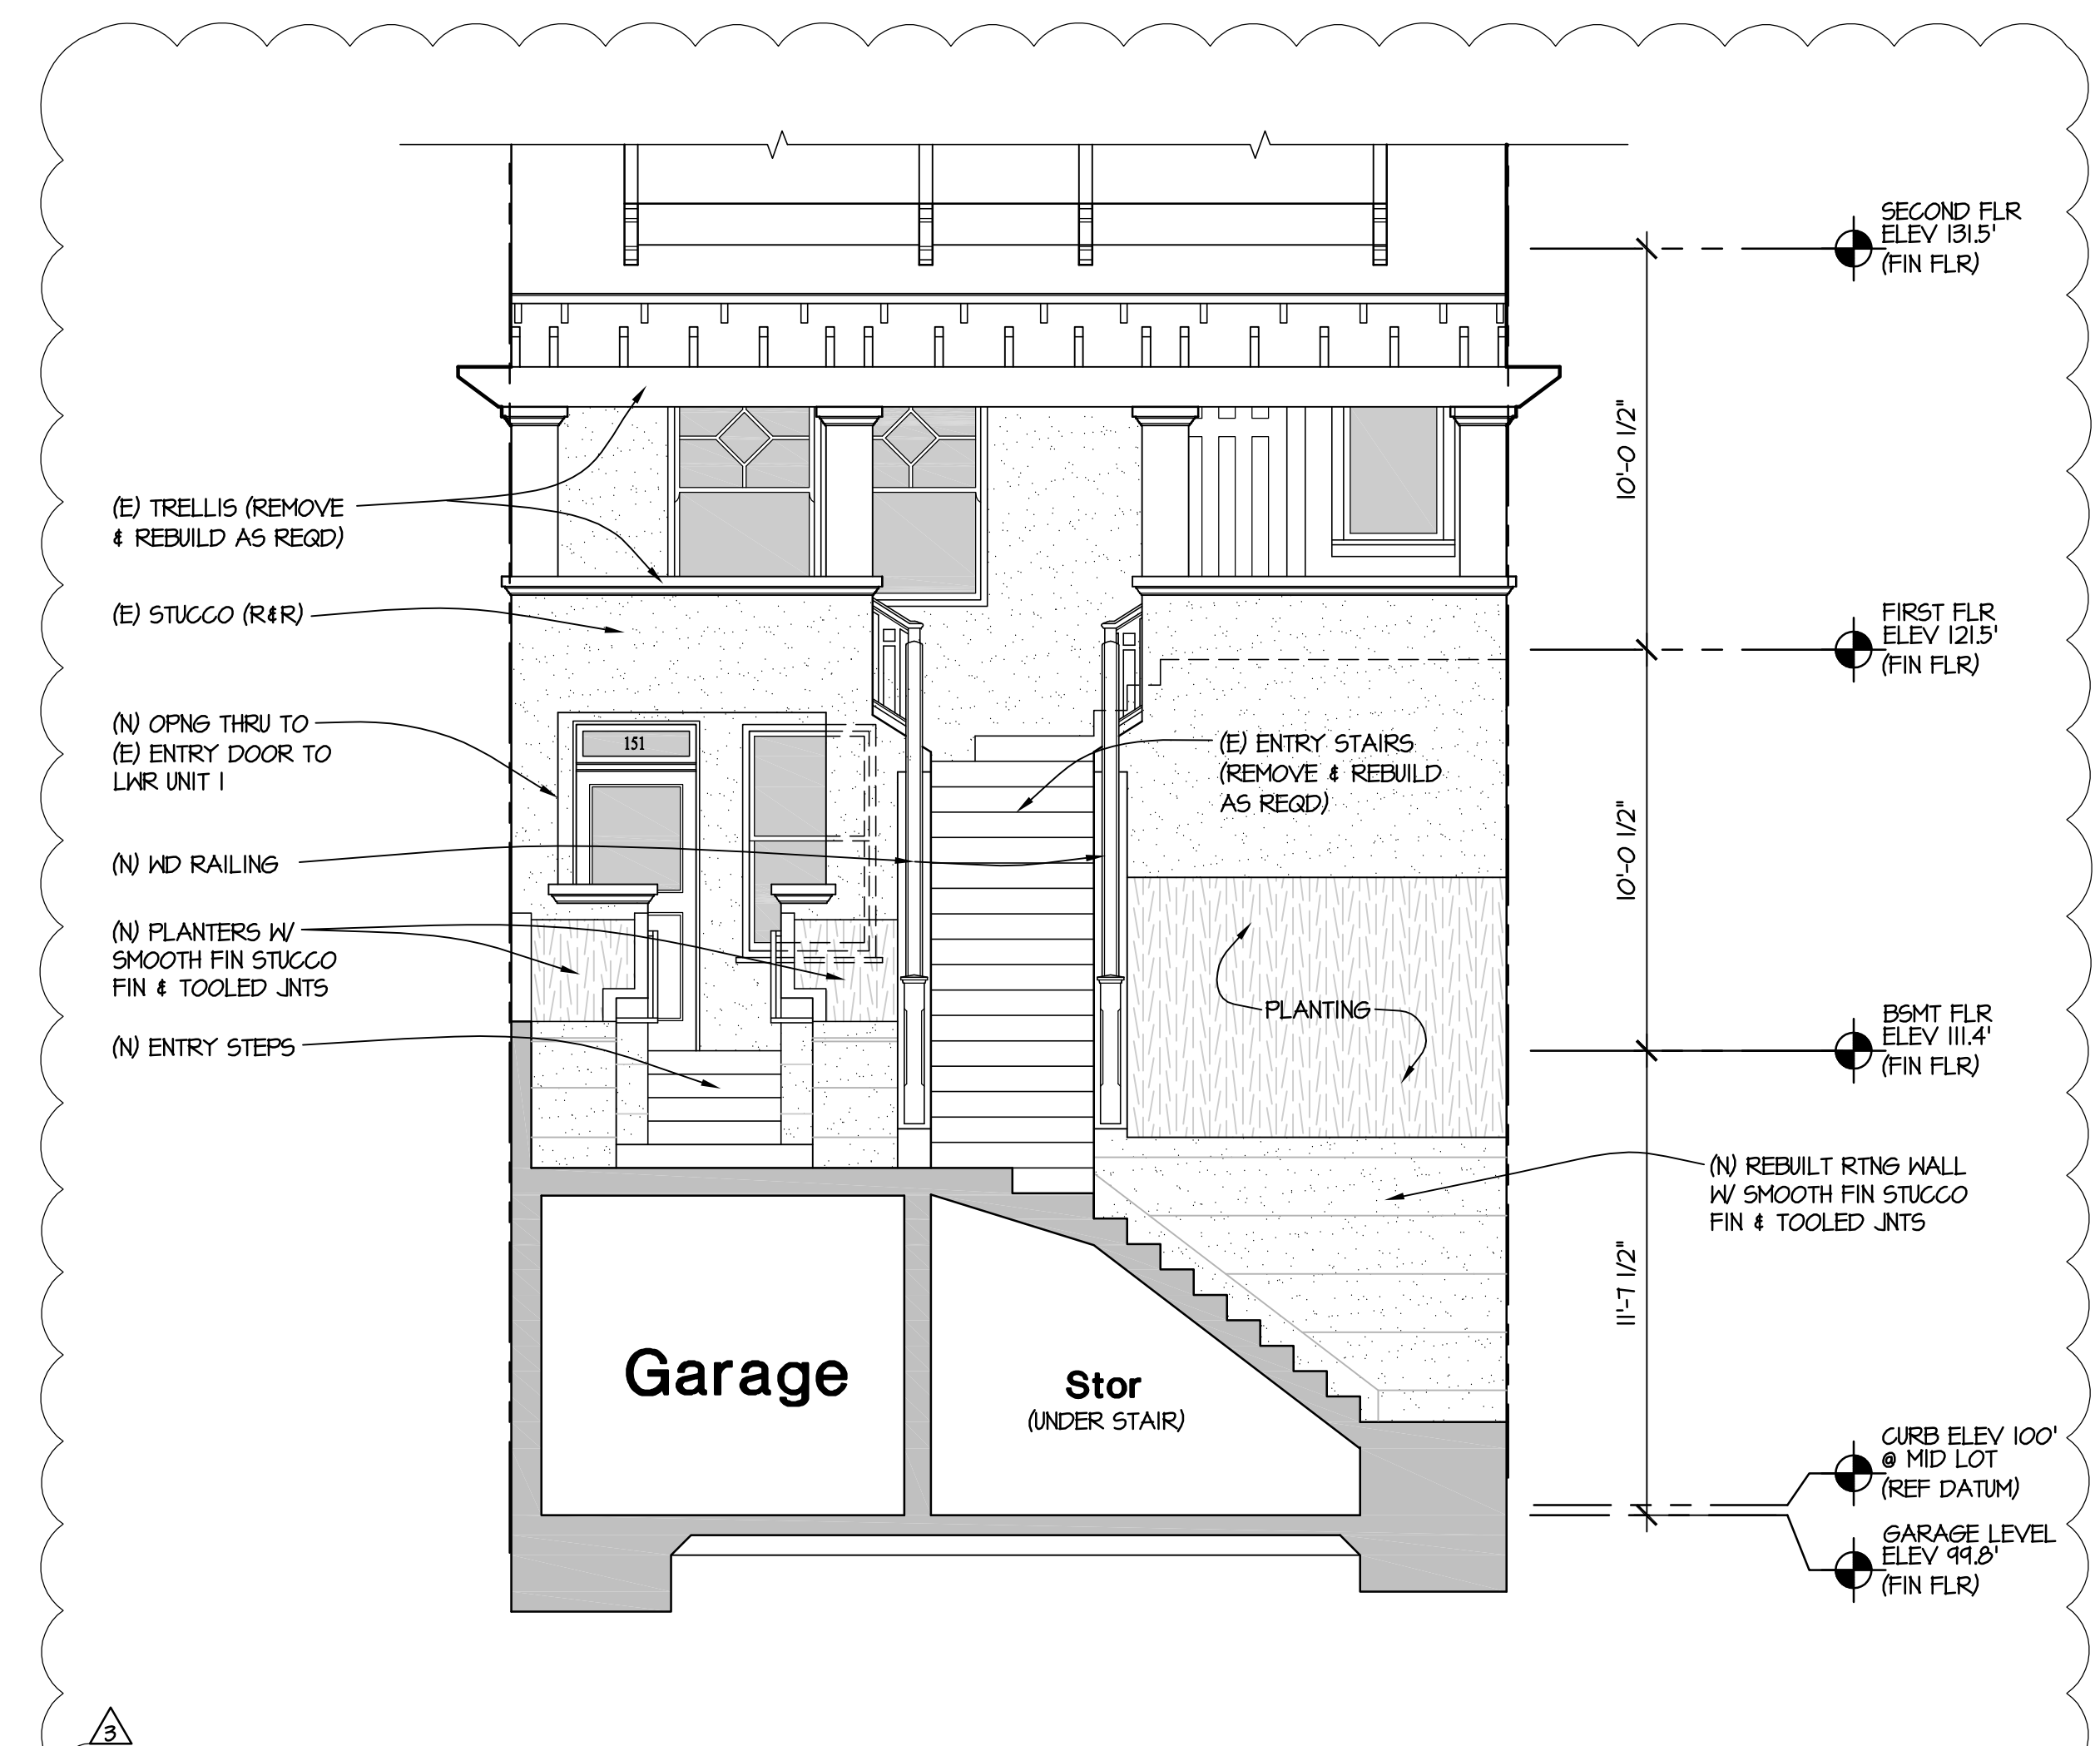 SECOND FLR
ELEV 131.5'
(FIN FLR)
10'-0 1/2"
(E) TRELLIS (REMOVE
& REBUILD AS REQD)
(E) STUCCO (R&R)
FIRST FLR
ELEV 121.5'
(FIN FLR)
(N) OPNG THRU TO
(E) ENTRY DOOR TO
LWR UNIT 1
151
(E) ENTRY STAIRS
(REMOVE & REBUILD
AS REQD)
10'-0 1/2"
(N) WD RAILING
(N) PLANTERS W/
SMOOTH FIN STUCCO
FIN & TOOLED JNTS
PLANTING
(N) ENTRY STEPS
BSMT FLR
ELEV 111.4'
(FIN FLR)
(N) REBUILT RTNG WALL
W/ SMOOTH FIN STUCCO
FIN & TOOLED JNTS
11'-7 1/2"
Garage
Stor
(UNDER STAIR)
CURB ELEV 100'
@ MID LOT
(REF DATUM)
GARAGE LEVEL
ELEV 99.8'
(FIN FLR)
3